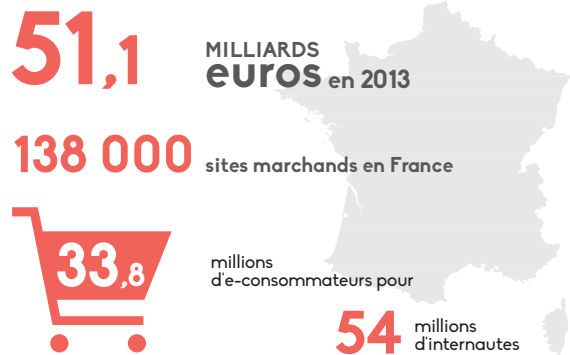 51,1 MILLIARDS
euros en 2013
138 000 sites marchands en France
33,8 millions
d'e-consommateurs pour
54 millions
d'internautes